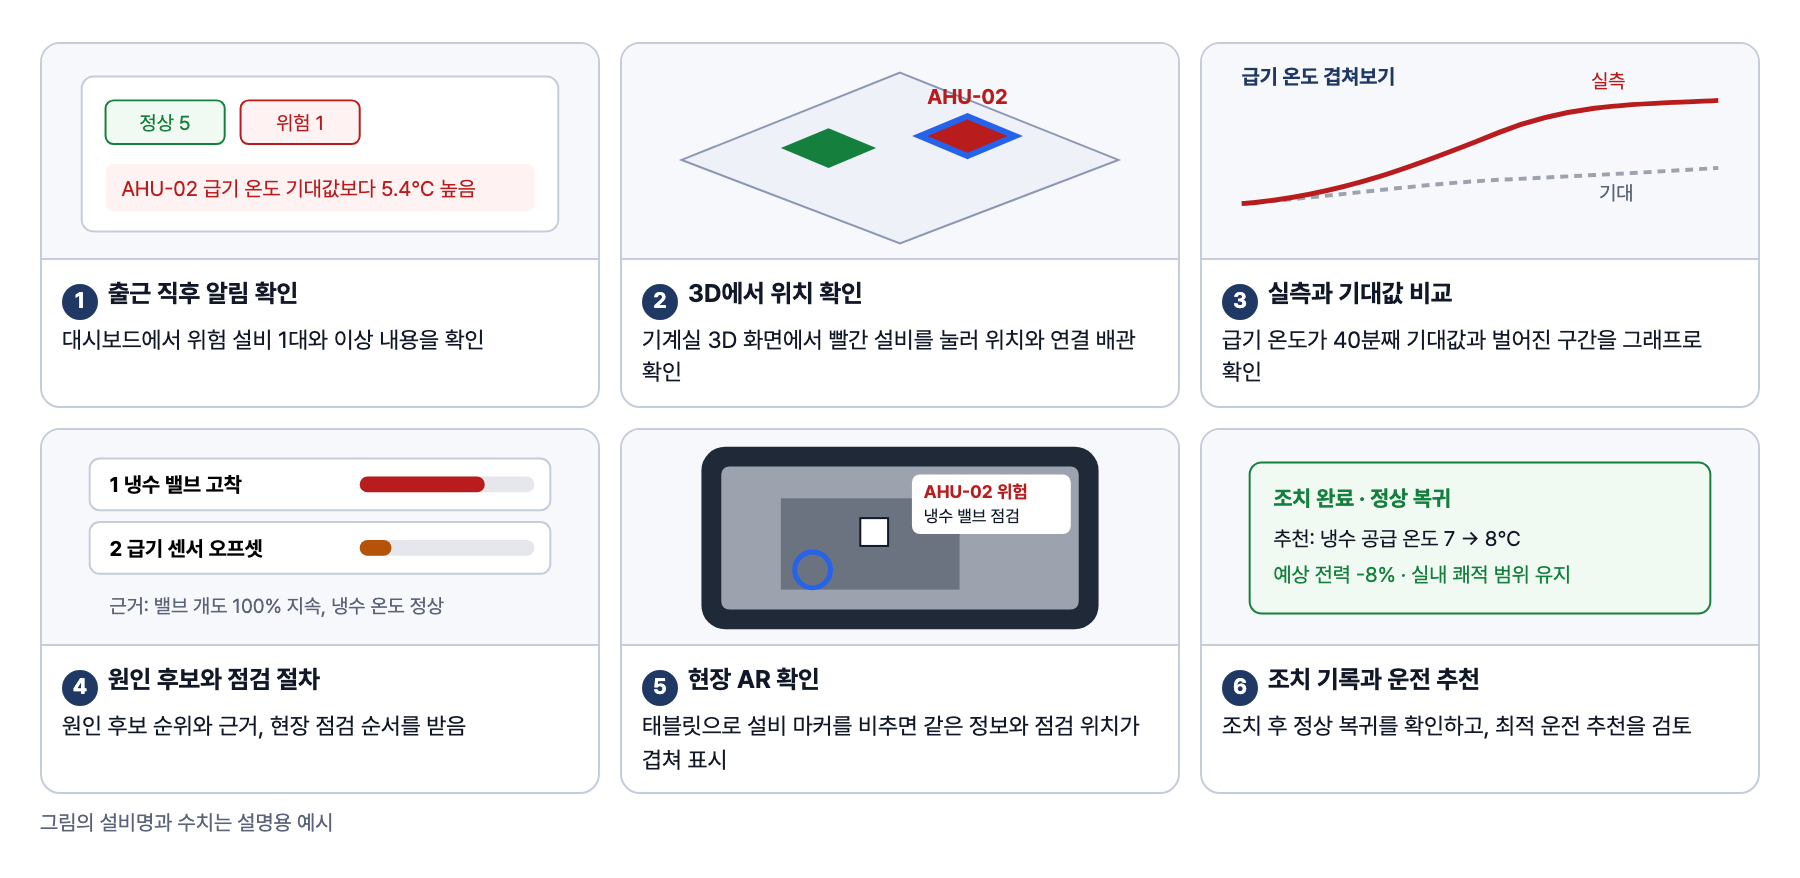 정상 5
위험 1
AHU-02 급기 온도 기대값보다 5.4°C 높음
1 출근 직후 알림 확인
대시보드에서 위험 설비 1대와 이상 내용을 확인
AHU-02
2 3D에서 위치 확인
기계실 3D 화면에서 빨간 설비를 눌러 위치와 연결 배관
확인
급기 온도 겹쳐보기
실측
기대
3 실측과 기대값 비교
급기 온도가 40분째 기대값과 벌어진 구간을 그래프로
확인
1 냉수 밸브 고착
2 급기 센서 오프셋
근거: 밸브 개도 100% 지속, 냉수 온도 정상
4 원인 후보와 점검 절차
원인 후보 순위와 근거, 현장 점검 순서를 받음
AHU-02 위험
냉수 밸브 점검
5 현장 AR 확인
태블릿으로 설비 마커를 비추면 같은 정보와 점검 위치가
겹쳐 표시
조치 완료 · 정상 복귀
추천: 냉수 공급 온도 7 → 8°C
예상 전력 -8% · 실내 쾌적 범위 유지
6 조치 기록과 운전 추천
조치 후 정상 복귀를 확인하고, 최적 운전 추천을 검토
그림의 설비명과 수치는 설명용 예시